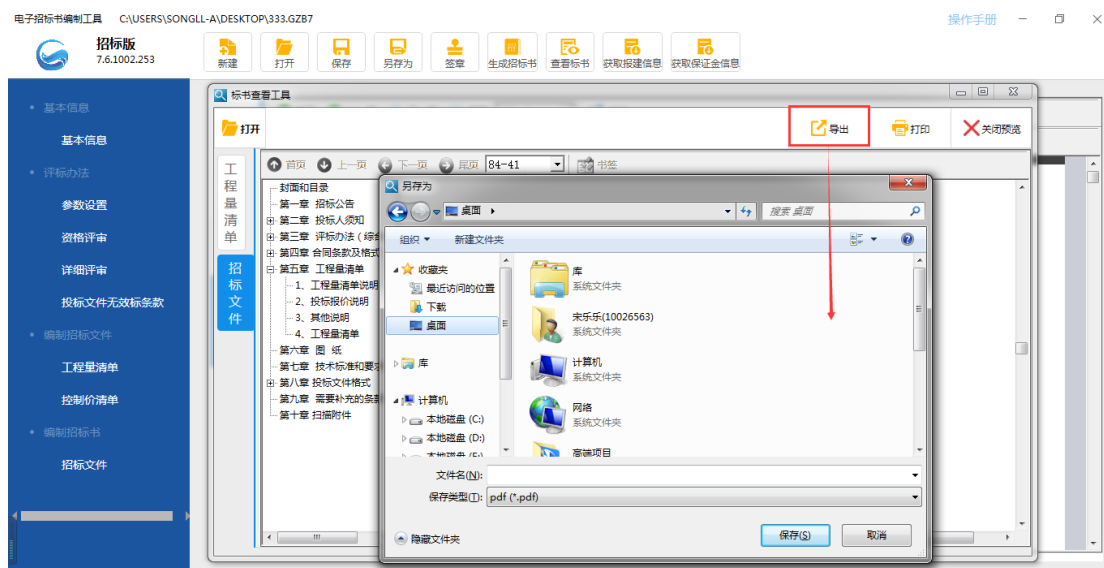 电子招标书编制工具 C:\USERS\SONGLL-A\DESKTOP\333.GZB7 操作手册
招标版
7.6.1002.253
新建 打开 保存 另存为 签章 生成招标书 查看标书 获取报建信息 获取保证金信息
基本信息
基本信息
评标办法
参数设置
资格评审
详细评审
投标文件无效标条款
编制招标文件
工程量清单
控制价清单
编制招标书
招标文件
标书查看工具
打开 导出 打印 关闭预览
工程量清单
招标文件
首页 上一页 下一页 尾页 84-41 书签
封面和目录
第一章 招标公告
第二章 投标人须知
第三章 评标办法（综合
第四章 合同条款及格式
第五章 工程量清单
1、工程量清单说明
2、投标报价说明
3、其他说明
4、工程量清单
第六章 图 纸
第七章 技术标准和要求
第八章 投标文件格式
第九章 需要补充的条款
第十章 扫描附件
另存为
桌面 搜索 桌面
组织 新建文件夹
收藏夹
最近访问的位置
下载
桌面
库
计算机
本地磁盘 (C:)
本地磁盘 (D:)
本地磁盘 (E:)
库
系统文件夹
宋乐乐(10026563)
系统文件夹
计算机
系统文件夹
网络
系统文件夹
高端项目
文件名(N):
保存类型(T): pdf (*.pdf)
隐藏文件夹 保存(S) 取消